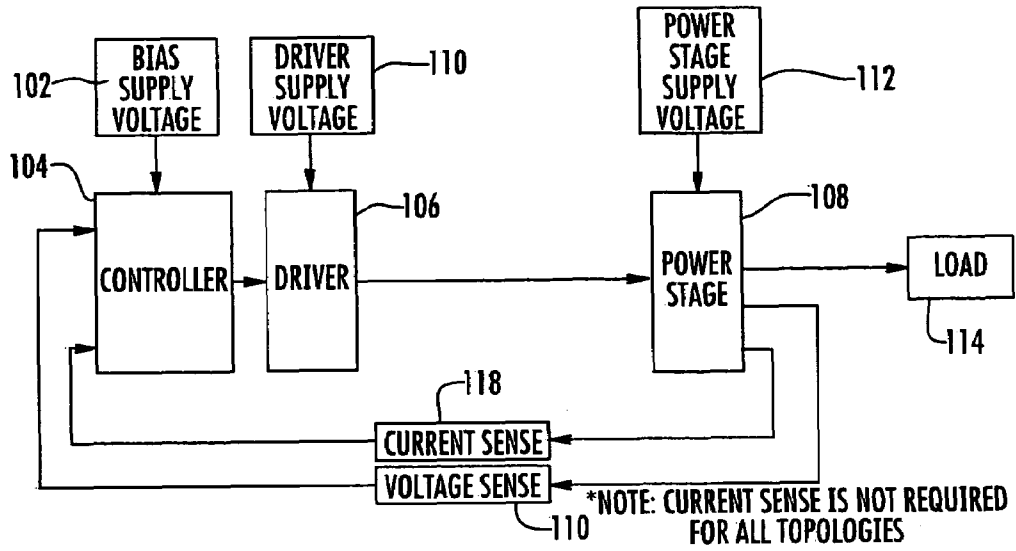 BIAS
SUPPLY
VOLTAGE
102
DRIVER
SUPPLY
VOLTAGE
110
POWER
STAGE
SUPPLY
VOLTAGE
112
104
CONTROLLER
106
DRIVER
108
POWER
STAGE
LOAD
114
118
CURRENT SENSE
VOLTAGE SENSE
110
*NOTE: CURRENT SENSE IS NOT REQUIRED
FOR ALL TOPOLOGIES